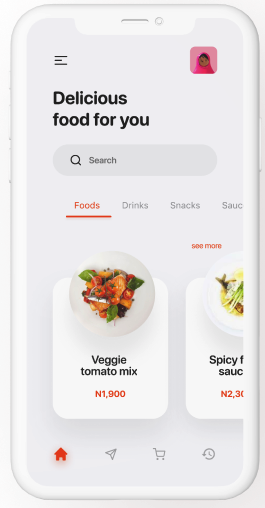 Delicious
food for you
Search
Foods Drinks Snacks Sauc
see more
Veggie
tomato mix
N1,900
Spicy f
sauc
N2,30